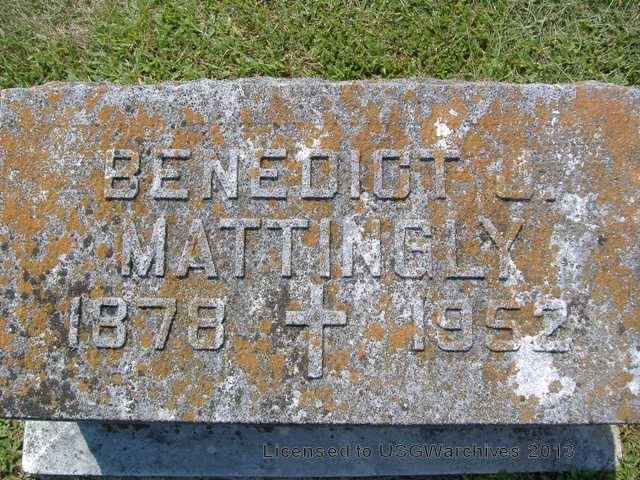 BENEDICT J.
MATTINGLY
1878 1952
Licensed to USGWarchives 2013